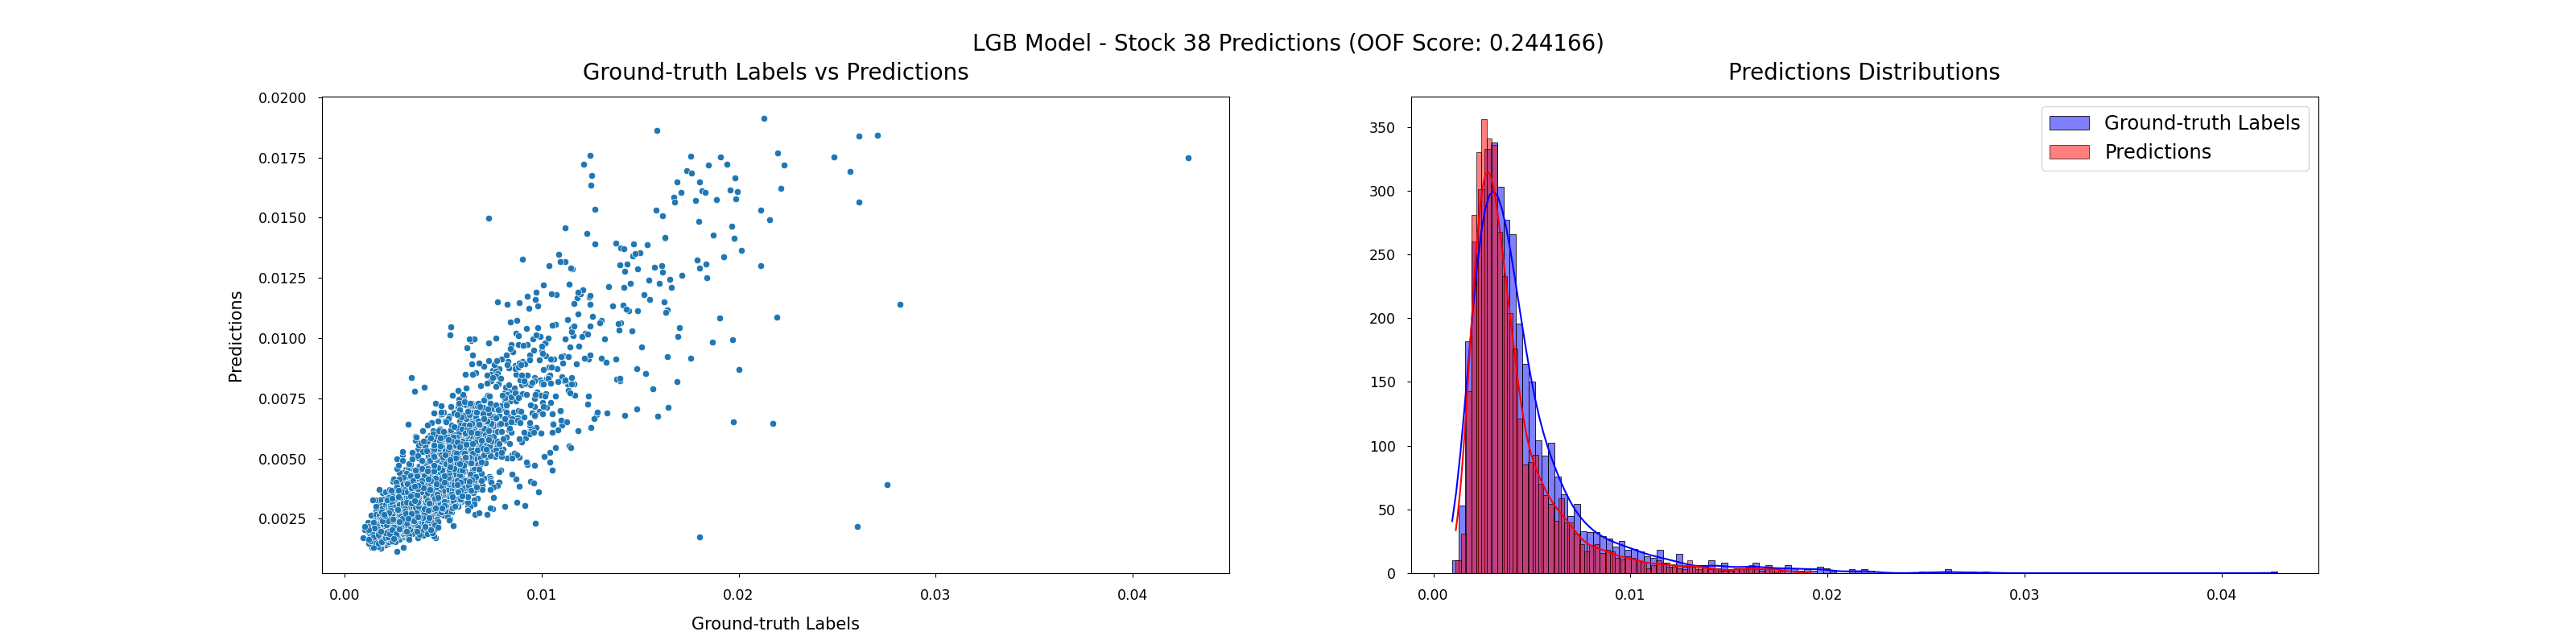 LGB Model - Stock 38 Predictions (OOF Score: 0.244166)
Ground-truth Labels vs Predictions
0.0200
0.0175
0.0150
0.0125
0.0100
0.0075
0.0050
0.0025
Predictions
0.00 0.01 0.02 0.03 0.04
Ground-truth Labels
Predictions Distributions
Ground-truth Labels
Predictions
350
300
250
200
150
100
50
0
0.00 0.01 0.02 0.03 0.04